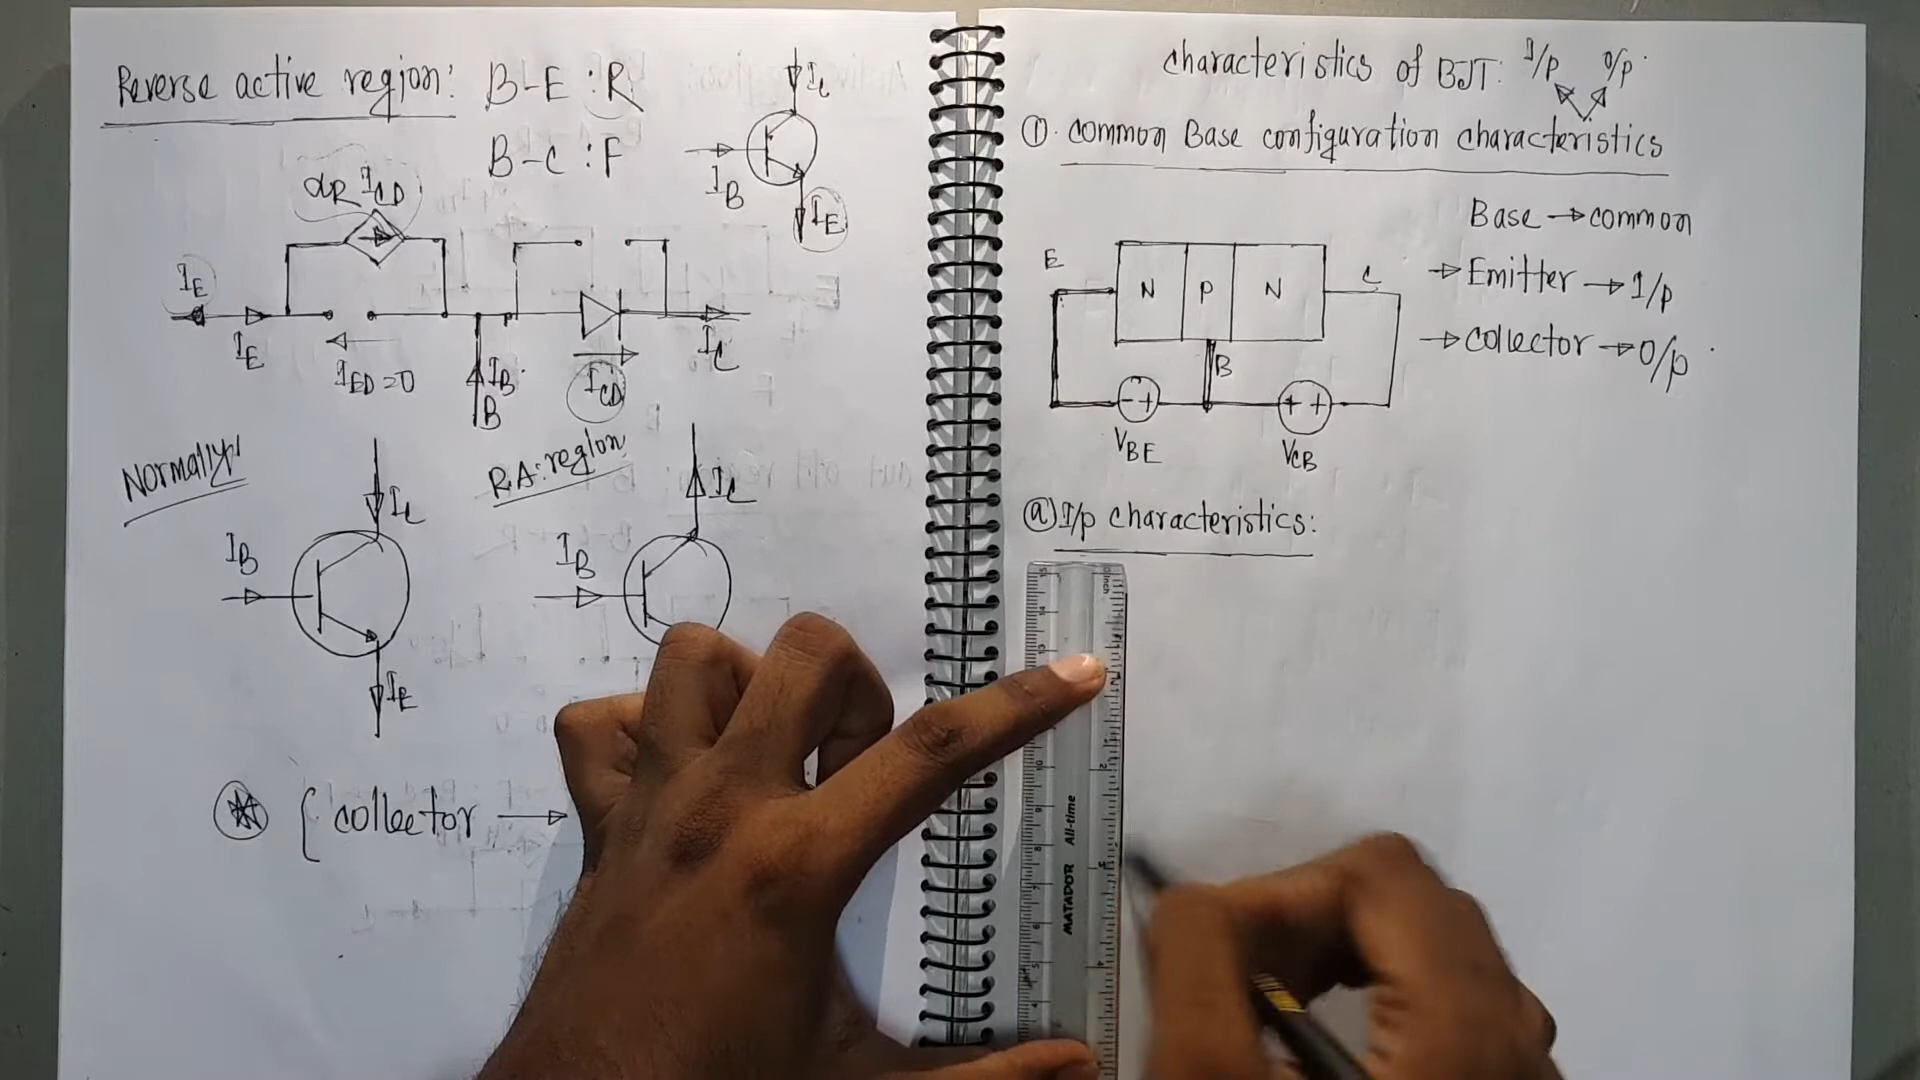 Reverse active region: B-E : R
B-C : F
I_C
I_B
I_E
α_R I_CD
I_E
I_E
I_ED = 0
I_B
B
I_CD
I_C
Normally:
I_C
I_B
I_E
R.A. region
I_C
I_B
{ collector →
characteristics of BJT: I/p O/p
① common Base configuration characteristics
Base → common
→ Emitter → I/p
→ collector → O/p
E
N P N
C
B
- +
V_BE
+ +
V_CB
ⓐ I/p characteristics:
MATADOR All-time